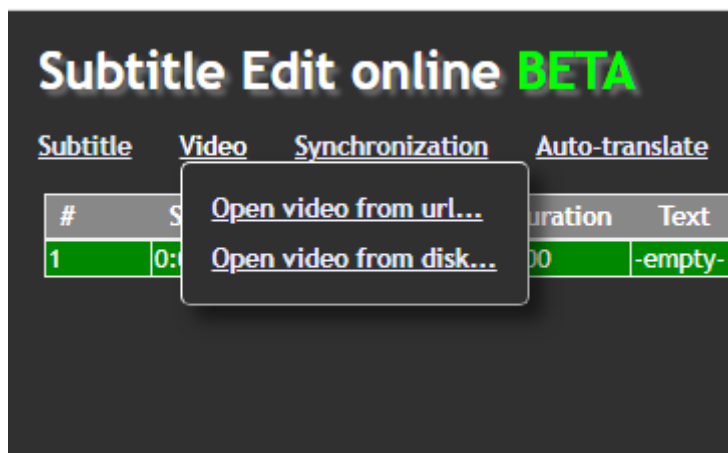 Subtitle Edit online BETA
Subtitle Video Synchronization Auto-translate
# Text
Open video from url...
1 -empty-
Open video from disk...